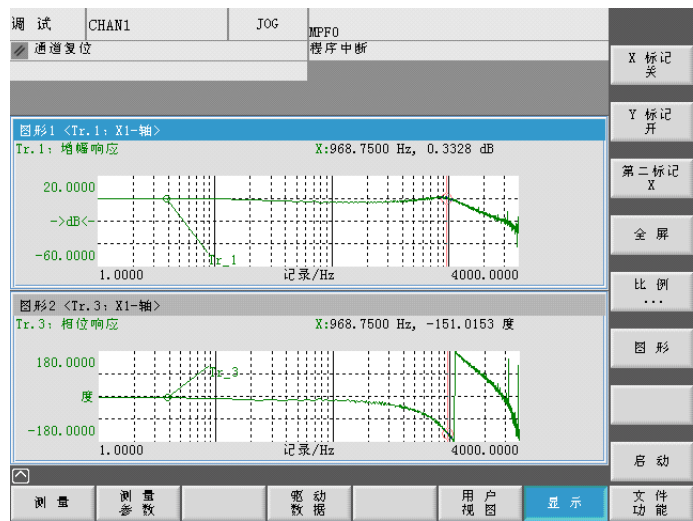 调 试 CHAN1 JOG MPF0
通道复位 程序中断
X 标记
关
Y 标记
开
图形1 <Tr.1: X1-轴>
Tr.1: 增幅响应 X:968.7500 Hz, 0.3328 dB
第二标记
X
20.0000
->dB<-
全 屏
-60.0000
Tr_1
1.0000 记录/Hz 4000.0000
比 例
...
图形2 <Tr.3: X1-轴>
Tr.3: 相位响应 X:968.7500 Hz, -151.0153 度
图 形
180.0000
Tr_3
度
-180.0000
1.0000 记录/Hz 4000.0000
启 动
测 量
测 量
参 数
驱 动
数 据
用 户
视 图
显 示
文 件
功 能